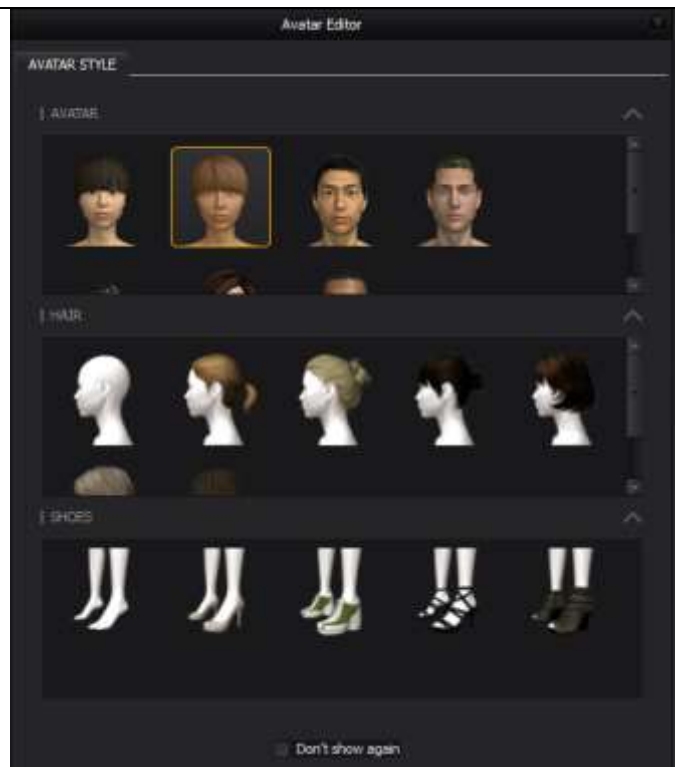 Avatar Editor
AVATAR STYLE
AVATAR
HAIR
SHOES
Don't show again